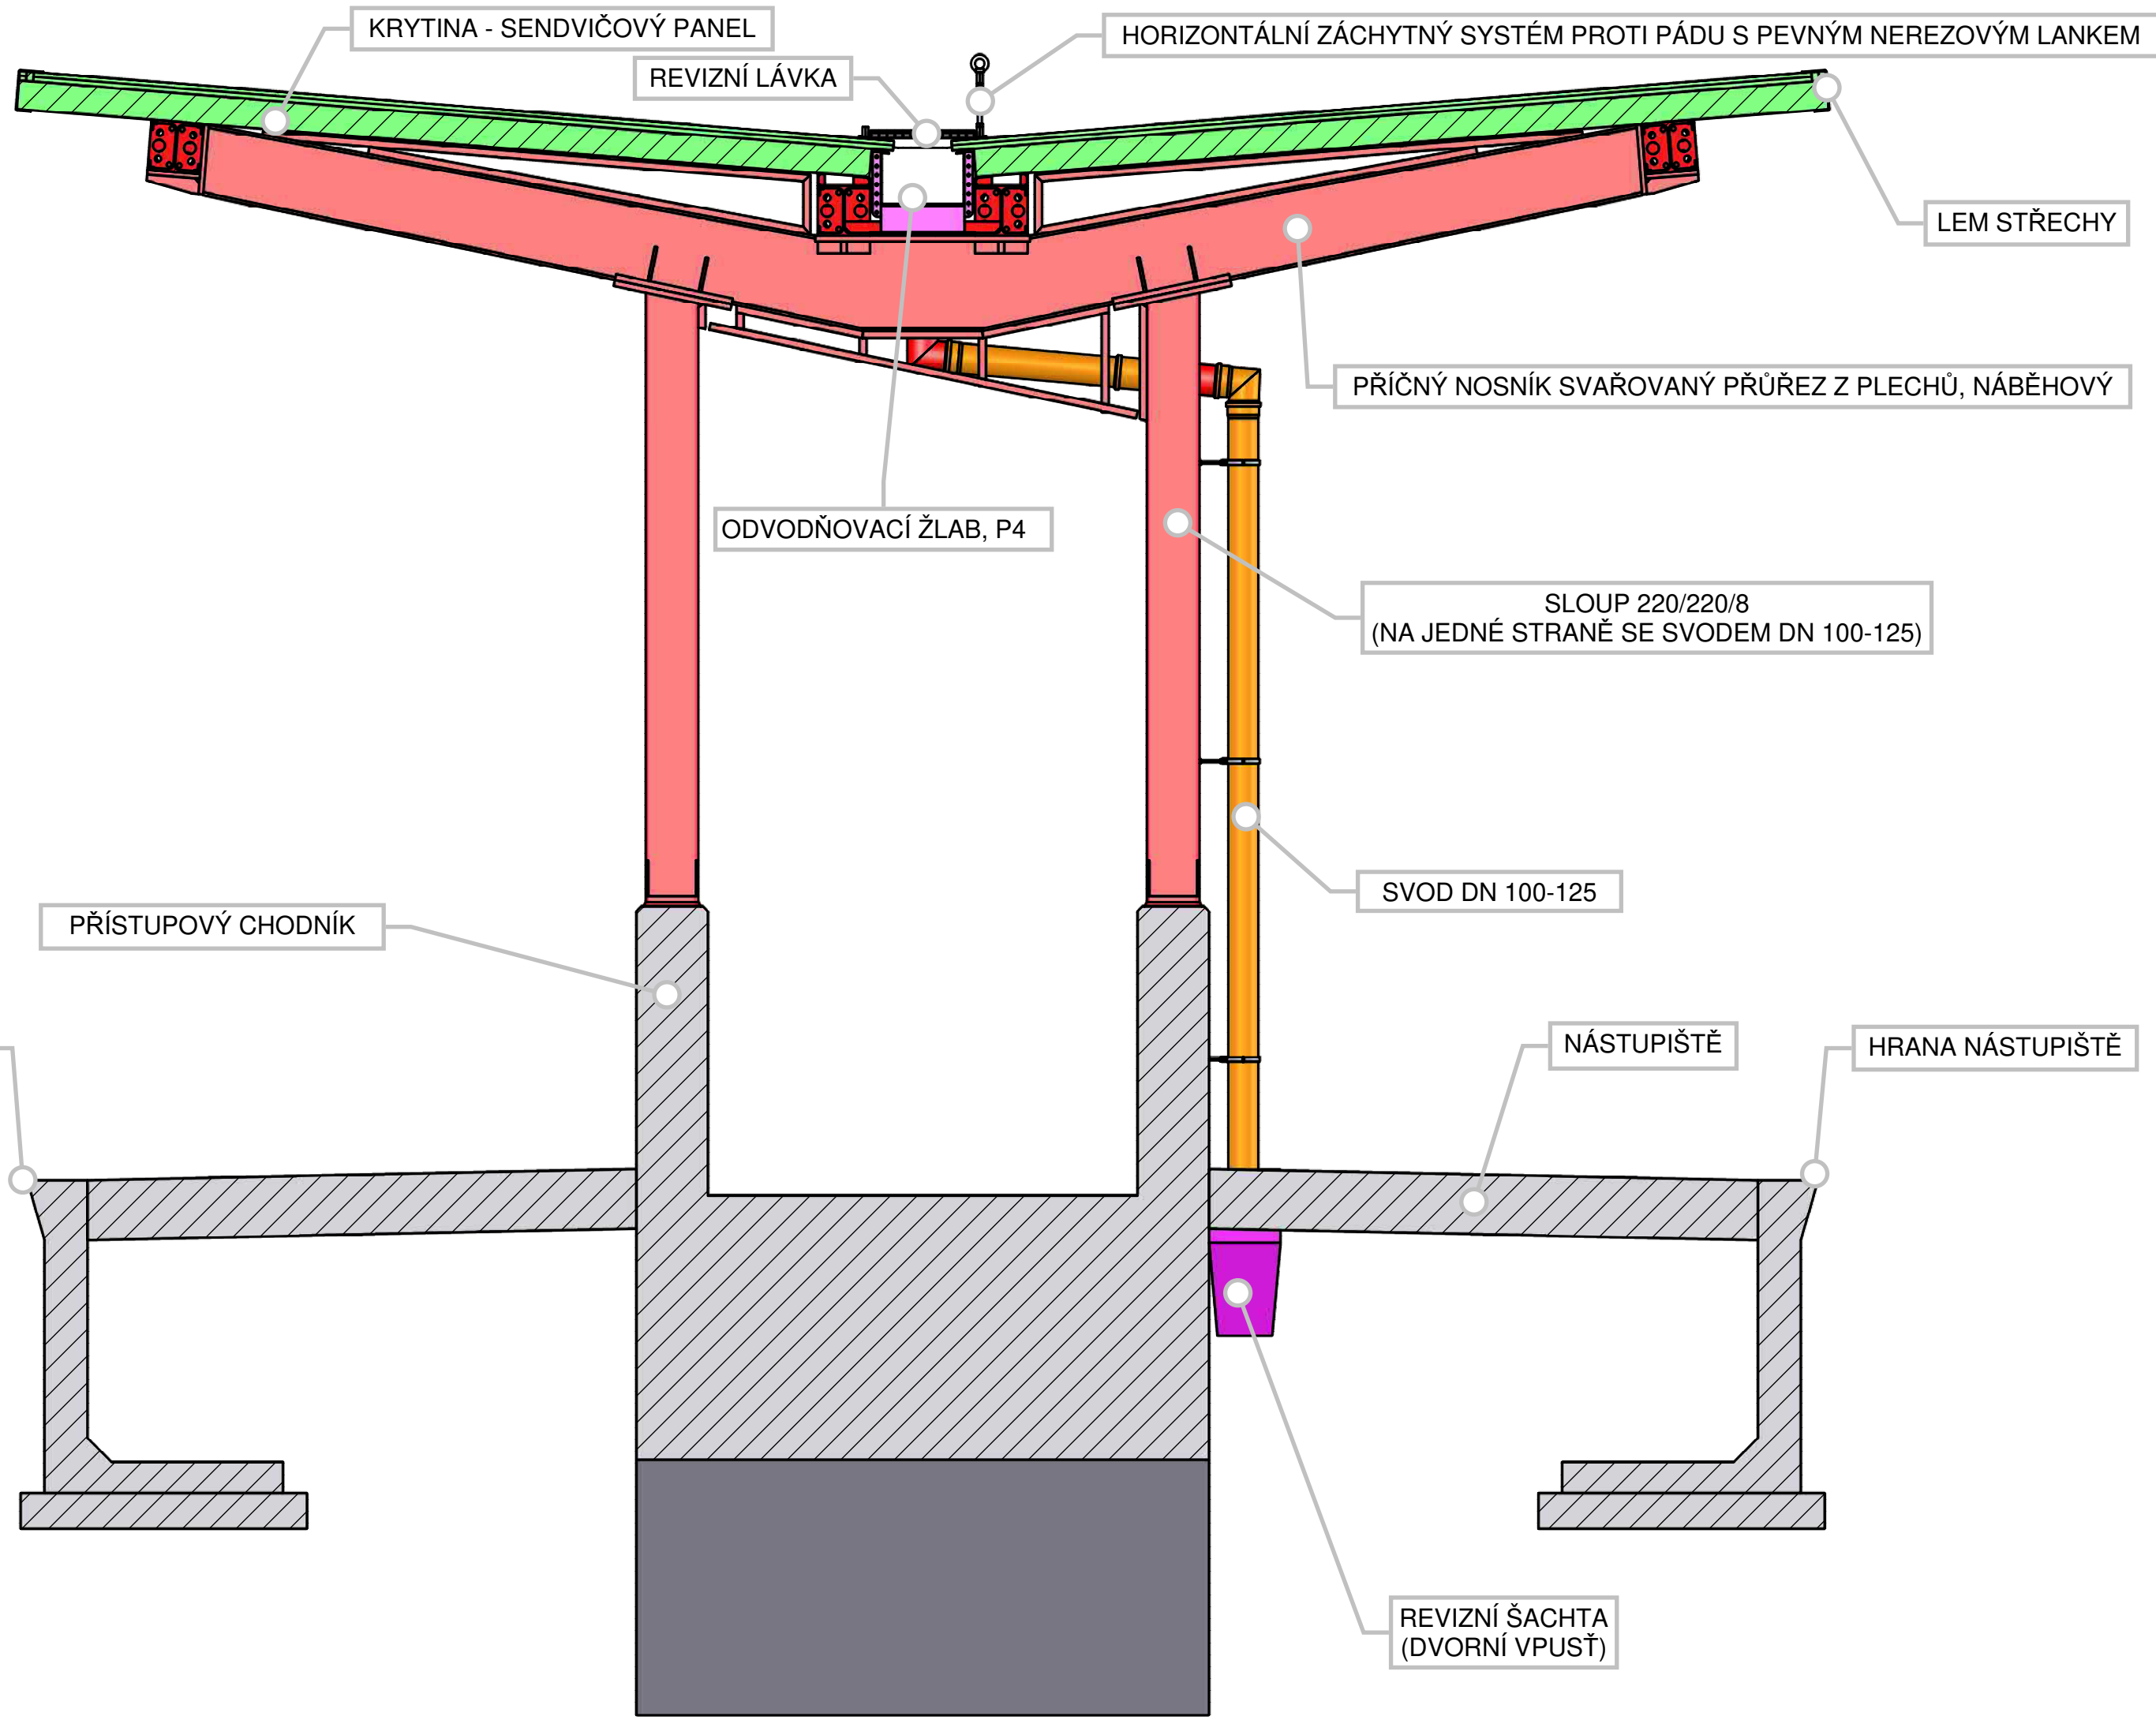 KRYTINA - SENDVIČOVÝ PANEL
HORIZONTÁLNÍ ZÁCHYTNÝ SYSTÉM PROTI PÁDU S PEVNÝM NEREZOVÝM LANKEM
REVIZNÍ LÁVKA
LEM STŘECHY
PŘÍČNÝ NOSNÍK SVAŘOVANÝ PRŮŘEZ Z PLECHŮ, NÁBĚHOVÝ
ODVODŇOVACÍ ŽLAB, P4
SLOUP 220/220/8
(NA JEDNÉ STRANĚ SE SVODEM DN 100-125)
SVOD DN 100-125
PŘÍSTUPOVÝ CHODNÍK
NÁSTUPIŠTĚ
HRANA NÁSTUPIŠTĚ
REVIZNÍ ŠACHTA
(DVORNÍ VPUSŤ)